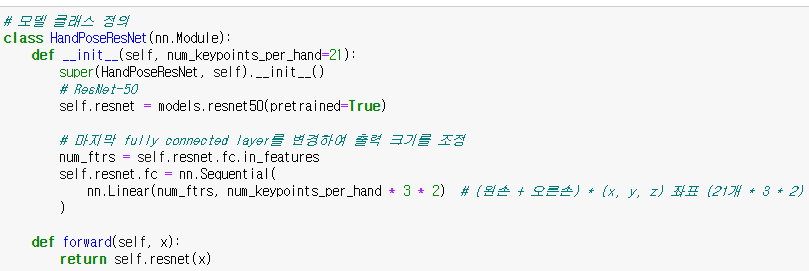 # 모델 클래스 정의
class HandPoseResNet(nn.Module):
    def __init__(self, num_keypoints_per_hand=21):
        super(HandPoseResNet, self).__init__()
        # ResNet-50
        self.resnet = models.resnet50(pretrained=True)

        # 마지막 fully connected layer를 변경하여 출력 크기를 조정
        num_ftrs = self.resnet.fc.in_features
        self.resnet.fc = nn.Sequential(
            nn.Linear(num_ftrs, num_keypoints_per_hand * 3 * 2)  # (왼손 + 오른손) * (x, y, z) 좌표 (21개 * 3 * 2)
        )

    def forward(self, x):
        return self.resnet(x)